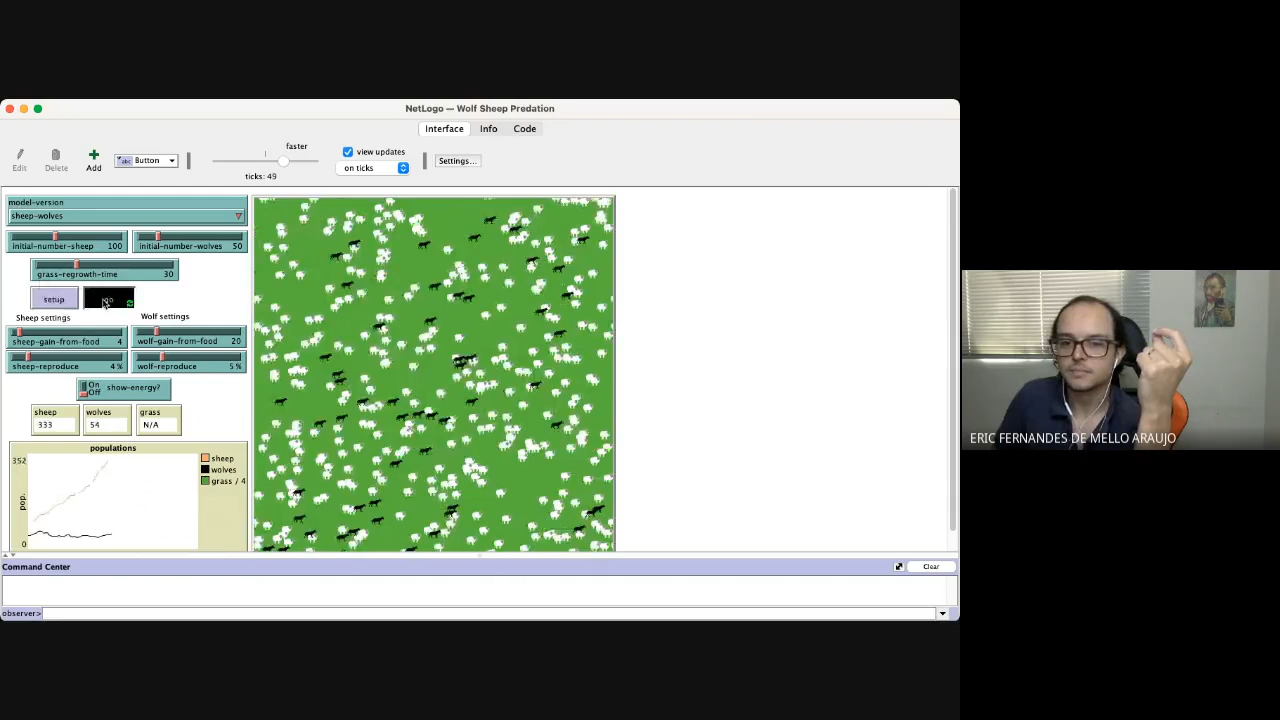 NetLogo — Wolf Sheep Predation
Interface Info Code
Edit Delete Add Button faster view updates Settings...
on ticks
ticks: 49
model-version
sheep-wolves
initial-number-sheep 100 initial-number-wolves 50
grass-regrowth-time 30
setup go
Sheep settings Wolf settings
sheep-gain-from-food 4 wolf-gain-from-food 20
sheep-reproduce 4% wolf-reproduce 5%
On
Off show-energy?
sheep wolves grass
333 54 N/A
populations
352
pop.
0
sheep
wolves
grass / 4
Command Center Clear
observer>
ERIC FERNANDES DE MELLO ARAUJO